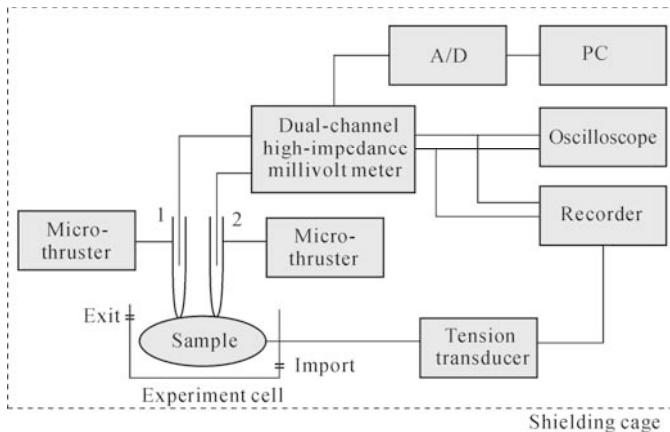 A/D
PC
Dual-channel
high-impedance
millivolt meter
Oscilloscope
Recorder
1
2
Micro-
thruster
Micro-
thruster
Exit
Sample
Import
Experiment cell
Tension
transducer
Shielding cage